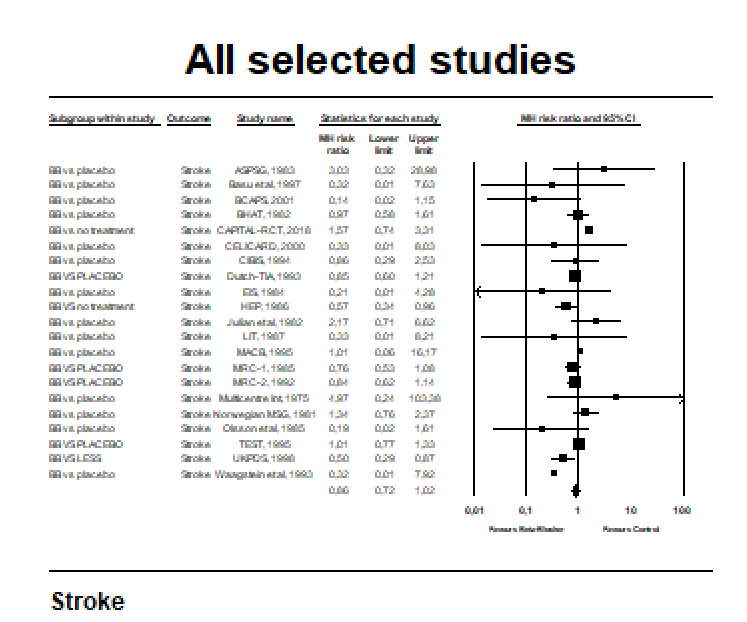 All selected studies
Subgroup within study Outcome Study name Statistics for each study MH risk ratio and 95% CI
MH risk ratio Lower limit Upper limit
BB vs. placebo Stroke APSG, 1983 3,03 0,32 28,98
BB vs. placebo Stroke Basu et al, 1997 0,32 0,01 7,63
BB vs. placebo Stroke BCAPS, 2001 0,14 0,02 1,15
BB vs. placebo Stroke BHAT, 1982 0,97 0,58 1,61
BB vs. no treatment Stroke CAPITAL-RCT, 2018 1,57 0,74 3,31
BB vs. placebo Stroke CELICARD, 2000 0,33 0,01 8,03
BB vs. placebo Stroke CIBIS, 1994 0,86 0,29 2,53
BB VS PLACEBO Stroke Dutch-TIA, 1993 0,85 0,60 1,21
BB vs. placebo Stroke EIS, 1984 0,21 0,01 4,28
BB VS no treatment Stroke HEP, 1986 0,57 0,34 0,96
BB vs. placebo Stroke Julian et al, 1982 2,17 0,71 6,62
BB vs. placebo Stroke LIT, 1987 0,33 0,01 8,21
BB vs. placebo Stroke MACB, 1995 1,01 0,06 16,17
BB VS PLACEBO Stroke MRC-1, 1985 0,76 0,53 1,08
BB VS PLACEBO Stroke MRC-2, 1992 0,84 0,62 1,14
BB vs. placebo Stroke Multicentre Int, 1975 4,97 0,24 103,38
BB vs. placebo Stroke Norwegian MSG, 1981 1,34 0,76 2,37
BB vs. placebo Stroke Olsson et al, 1985 0,19 0,02 1,61
BB VS PLACEBO Stroke TEST, 1995 1,01 0,77 1,33
BB VS LESS Stroke UKPDS, 1998 0,50 0,29 0,87
BB vs. placebo Stroke Waagstein et al, 1993 0,32 0,01 7,92
0,86 0,72 1,02
0,01 0,1 1 10 100
Favours Beta-Blocker Favours Control
Stroke